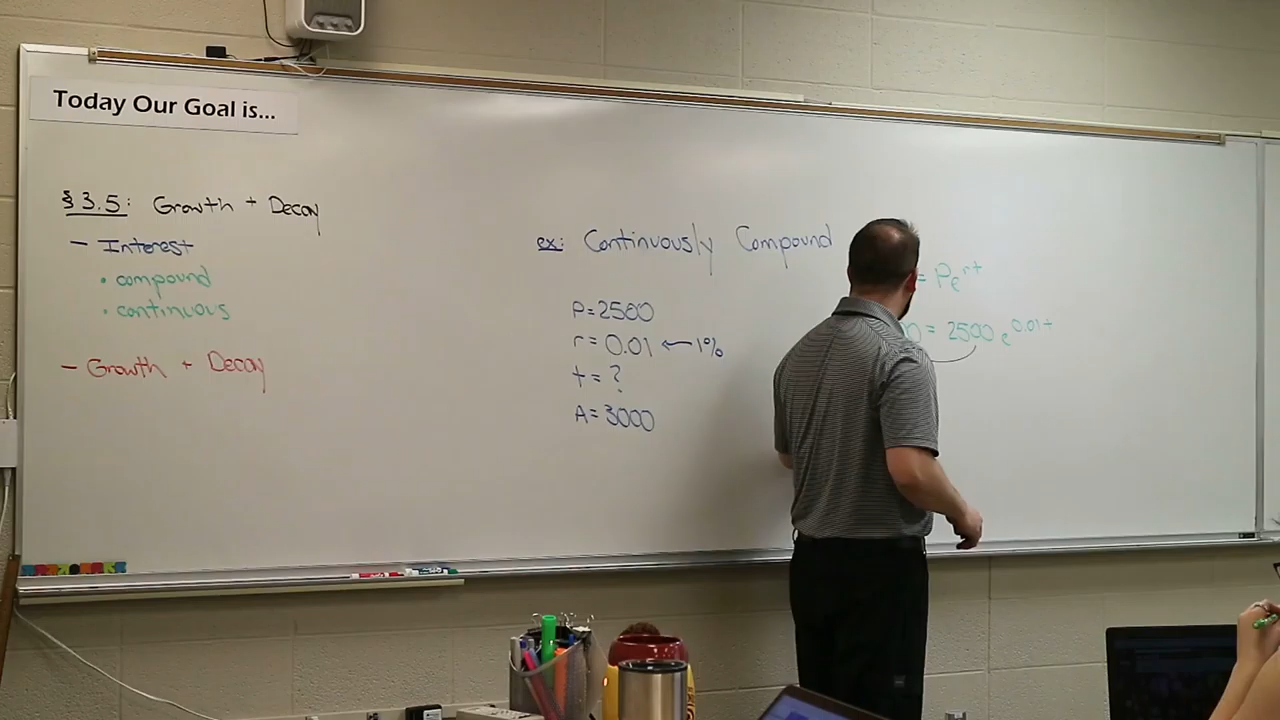 Today Our Goal is...
§3.5: Growth + Decay
- Interest
• compound
• continuous
- Growth + Decay
ex: Continuously Compound
P=2500
r=0.01 ← 1%
t=?
A=3000
= Pe^rt
0 = 2500 e^0.01t